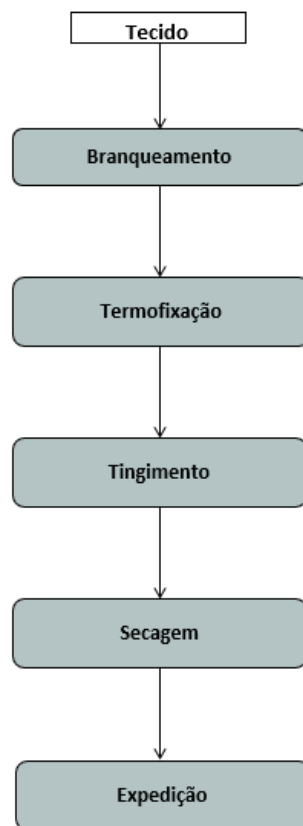 Tecido
Branqueamento
Termofixação
Tingimento
Secagem
Expedição